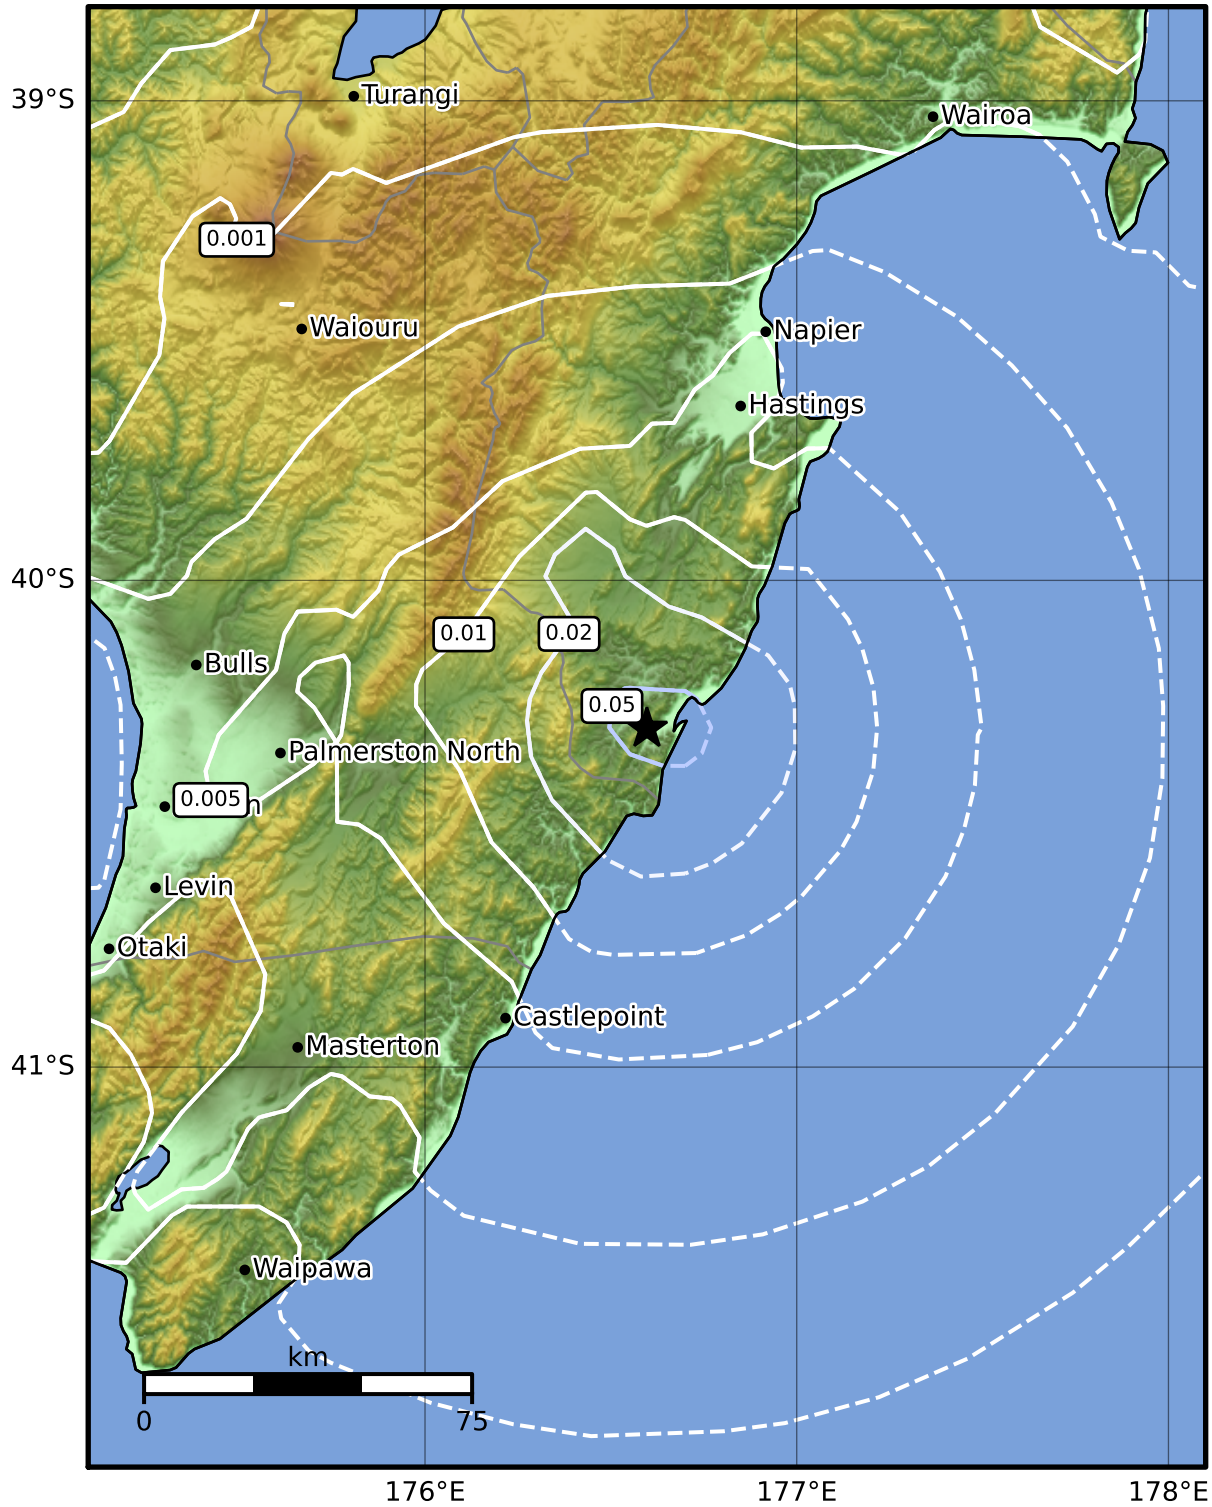 39°S
Turangi
Wairoa
0.001
Waiouru
Napier
Hastings
40°S
0.01
0.02
Bulls
0.05
Palmerston North
0.005
n
Levin
Otaki
Castlepoint
Masterton
41°S
Waipawa
km
0
75
176°E
177°E
178°E